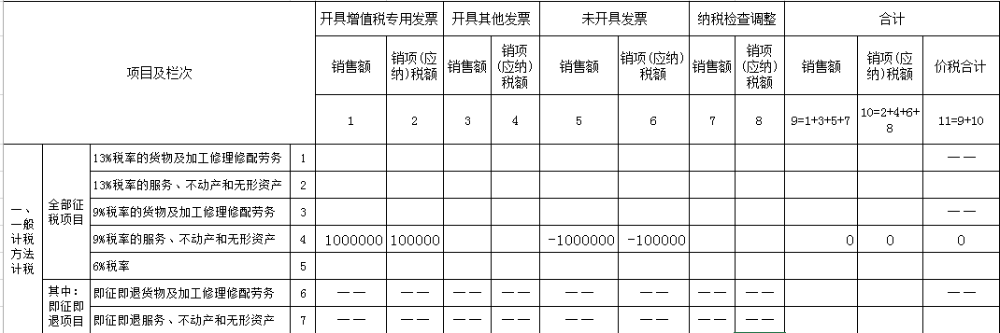 项目及栏次 开具增值税专用发票 开具其他发票 未开具发票 纳税检查调整 合计
销售额 销项(应纳)税额 销售额 销项(应纳)税额 销售额 销项(应纳)税额 销售额 销项(应纳)税额 销售额 销项(应纳)税额 价税合计
1 2 3 4 5 6 7 8 9=1+3+5+7 10=2+4+6+8 11=9+10
一、一般计税方法计税 全部征税项目 13%税率的货物及加工修理修配劳务 1 ——
13%税率的服务、不动产和无形资产 2
9%税率的货物及加工修理修配劳务 3 ——
9%税率的服务、不动产和无形资产 4 1000000 100000 -1000000 -100000 0 0 0
6%税率 5
其中:即征即退项目 即征即退货物及加工修理修配劳务 6 —— —— —— —— —— —— —— —— ——
即征即退服务、不动产和无形资产 7 —— —— —— —— —— —— —— ——